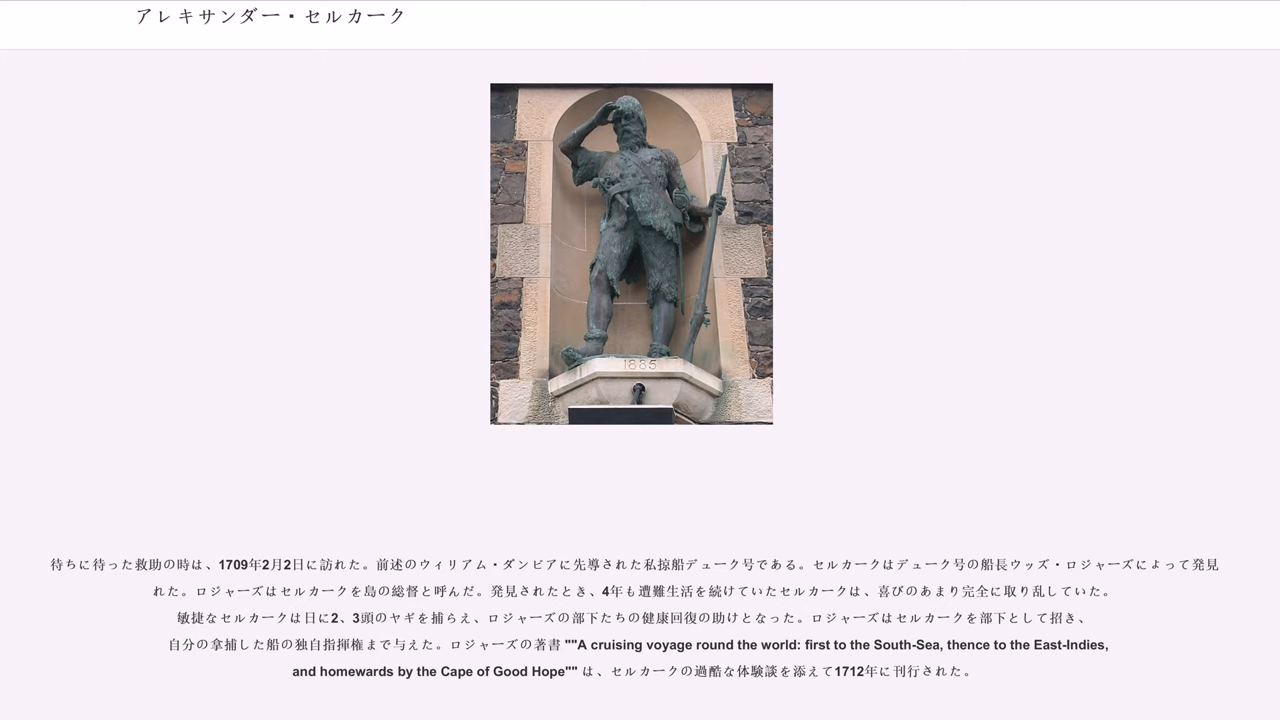 アレキサンダー・セルカーク
1885
待ちに待った救助の時は、1709年2月2日に訪れた。前述のウィリアム・ダンピアに先導された私掠船デューク号である。セルカークはデューク号の船長ウッズ・ロジャーズによって発見
れた。ロジャーズはセルカークを島の総督と呼んだ。発見されたとき、4年も遭難生活を続けていたセルカークは、喜びのあまり完全に取り乱していた。
敏捷なセルカークは日に2、3頭のヤギを捕らえ、ロジャーズの部下たちの健康回復の助けとなった。ロジャーズはセルカークを部下として招き、
自分の拿捕した船の独自指揮権まで与えた。ロジャーズの著書 ""A cruising voyage round the world: first to the South-Sea, thence to the East-Indies,
and homewards by the Cape of Good Hope"" は、セルカークの過酷な体験談を添えて1712年に刊行された。